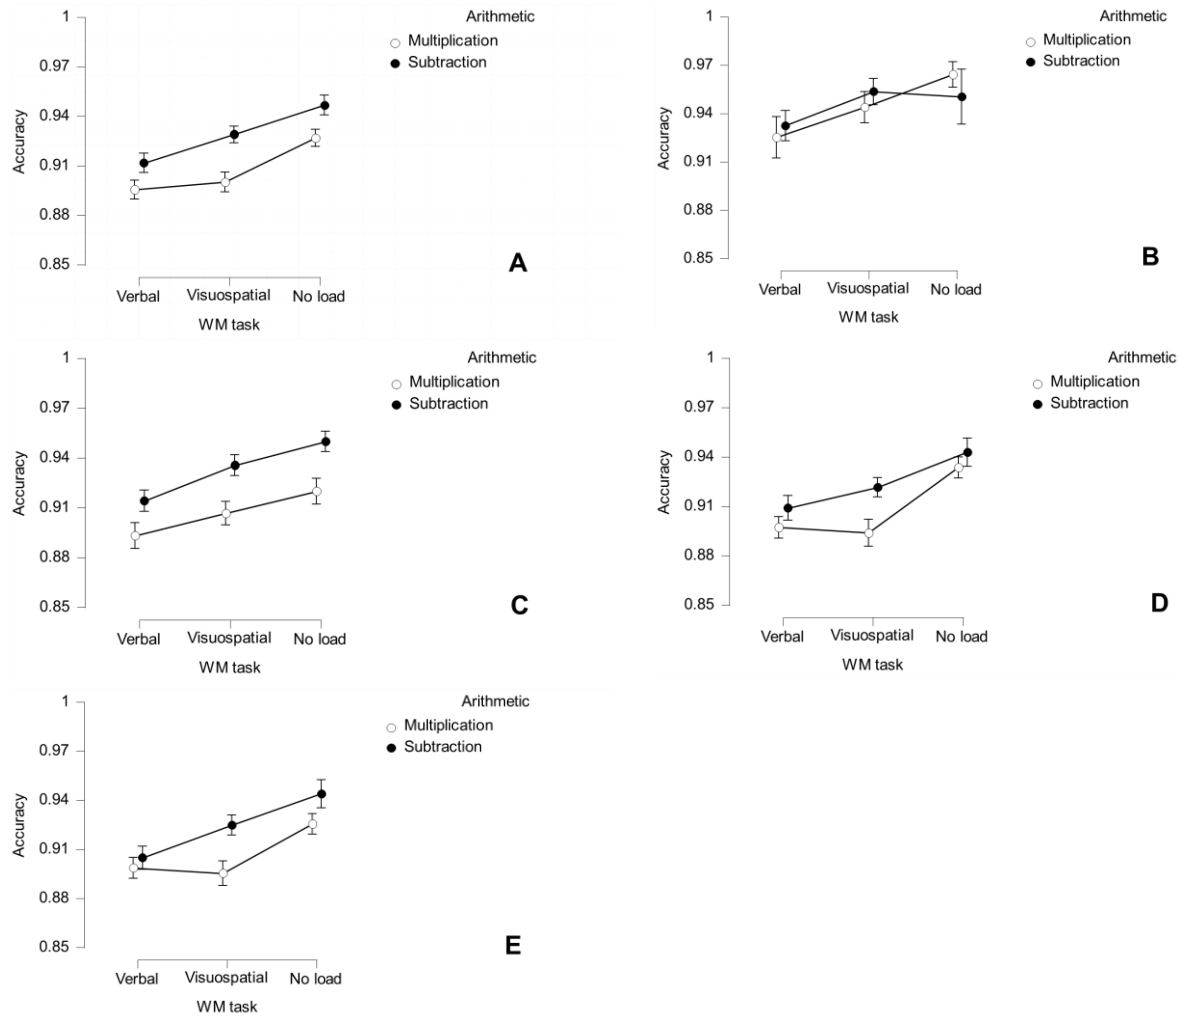 Arithmetic
Multiplication
Subtraction
1
0.97
0.94
0.91
0.88
0.85
Accuracy
Verbal
Visuospatial
No load
WM task
A
Arithmetic
Multiplication
Subtraction
1
0.97
0.94
0.91
0.88
0.85
Accuracy
Verbal
Visuospatial
No load
WM task
B
Arithmetic
Multiplication
Subtraction
1
0.97
0.94
0.91
0.88
0.85
Accuracy
Verbal
Visuospatial
No load
WM task
C
Arithmetic
Multiplication
Subtraction
1
0.97
0.94
0.91
0.88
0.85
Accuracy
Verbal
Visuospatial
No load
WM task
D
Arithmetic
Multiplication
Subtraction
1
0.97
0.94
0.91
0.88
0.85
Accuracy
Verbal
Visuospatial
No load
WM task
E